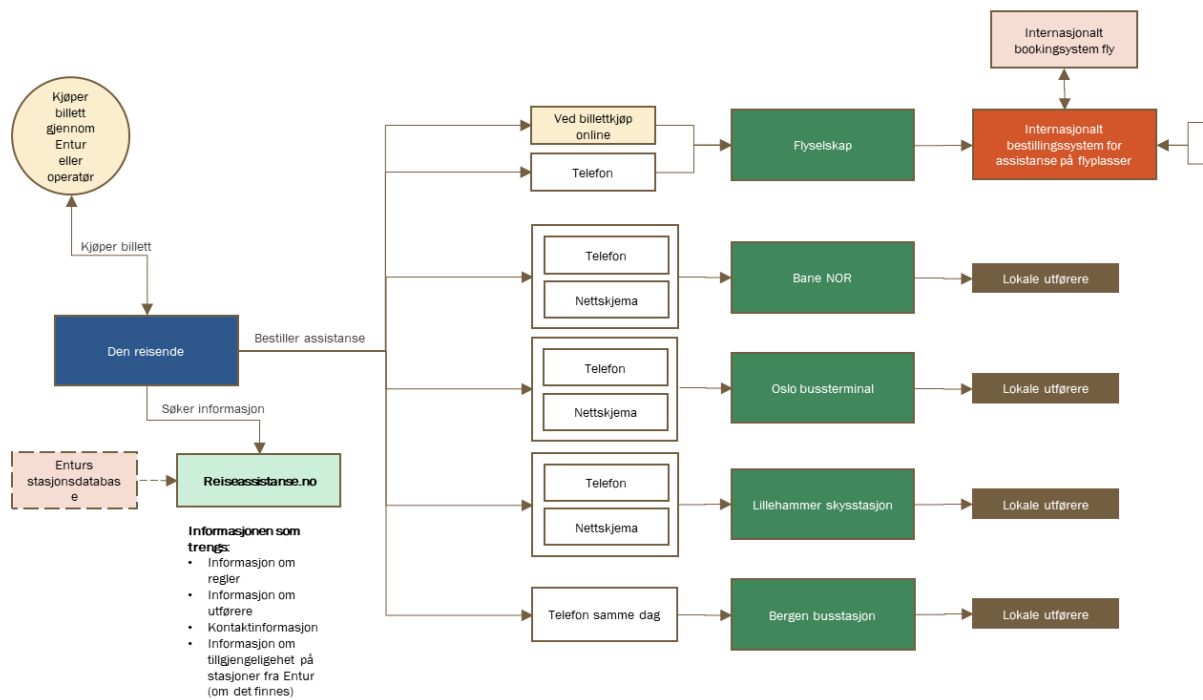 Internasjonalt
bookingsystem fly
Kjøper
billett
gjennom
Entur
eller
operatør
Ved billettkjøp
online
Telefon
Flyselskap
Internasjonalt
bestillingssystem for
assistanse på flyplasser
Kjøper billett
Telefon
Nettskjema
Bane NOR
Lokale utførere
Den reisende
Bestiller assistanse
Telefon
Nettskjema
Oslo bussterminal
Lokale utførere
Søker informasjon
Enturs
stasjonsdatabas
e
Reiseassistanse.no
Telefon
Nettskjema
Lillehammer skysstasjon
Lokale utførere
Informasjonen som
trengs:
• Informasjon om
regler
• Informasjon om
utførere
• Kontaktinformasjon
• Informasjon om
tillgjengeligehet på
stasjoner fra Entur
(om det finnes)
Telefon samme dag
Bergen busstasjon
Lokale utførere